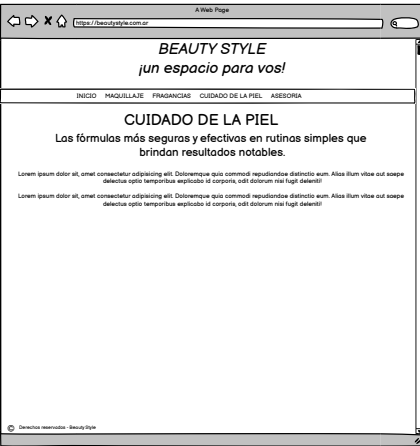 A Web Page
https://beautystyle.com.ar
BEAUTY STYLE
¡un espacio para vos!
INICIO MAQUILLAJE FRAGANCIAS CUIDADO DE LA PIEL ASESORIA
CUIDADO DE LA PIEL
Las fórmulas más seguras y efectivas en rutinas simples que
brindan resultados notables.
Lorem ipsum dolor sit, amet consectetur adipisicing elit. Doloremque quia commodi repudiandae distinctio eum. Alias illum vitae aut saepe
delectus optio temporibus explicabo id corporis, odit dolorum nisi fugit deleniti!
Lorem ipsum dolor sit, amet consectetur adipisicing elit. Doloremque quia commodi repudiandae distinctio eum. Alias illum vitae aut saepe
delectus optio temporibus explicabo id corporis, odit dolorum nisi fugit deleniti!
© Derechos reservados - Beauty Style